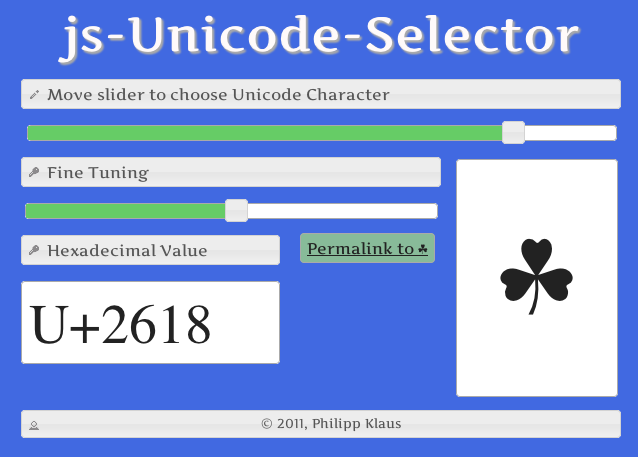 js-Unicode-Selector
Move slider to choose Unicode Character
Fine Tuning
Hexadecimal Value
Permalink to ☘
U+2618
☘
© 2011, Philipp Klaus